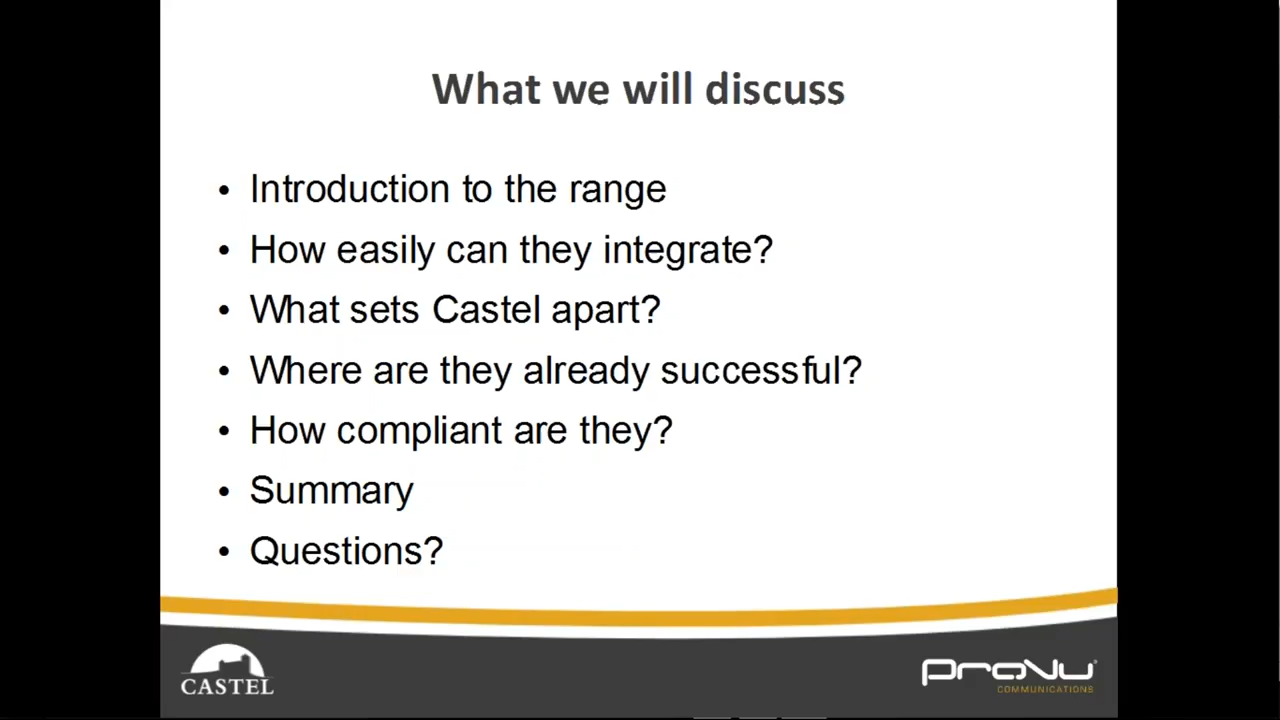 What we will discuss
• Introduction to the range
• How easily can they integrate?
• What sets Castel apart?
• Where are they already successful?
• How compliant are they?
• Summary
• Questions?
CASTEL
ProVu
COMMUNICATIONS